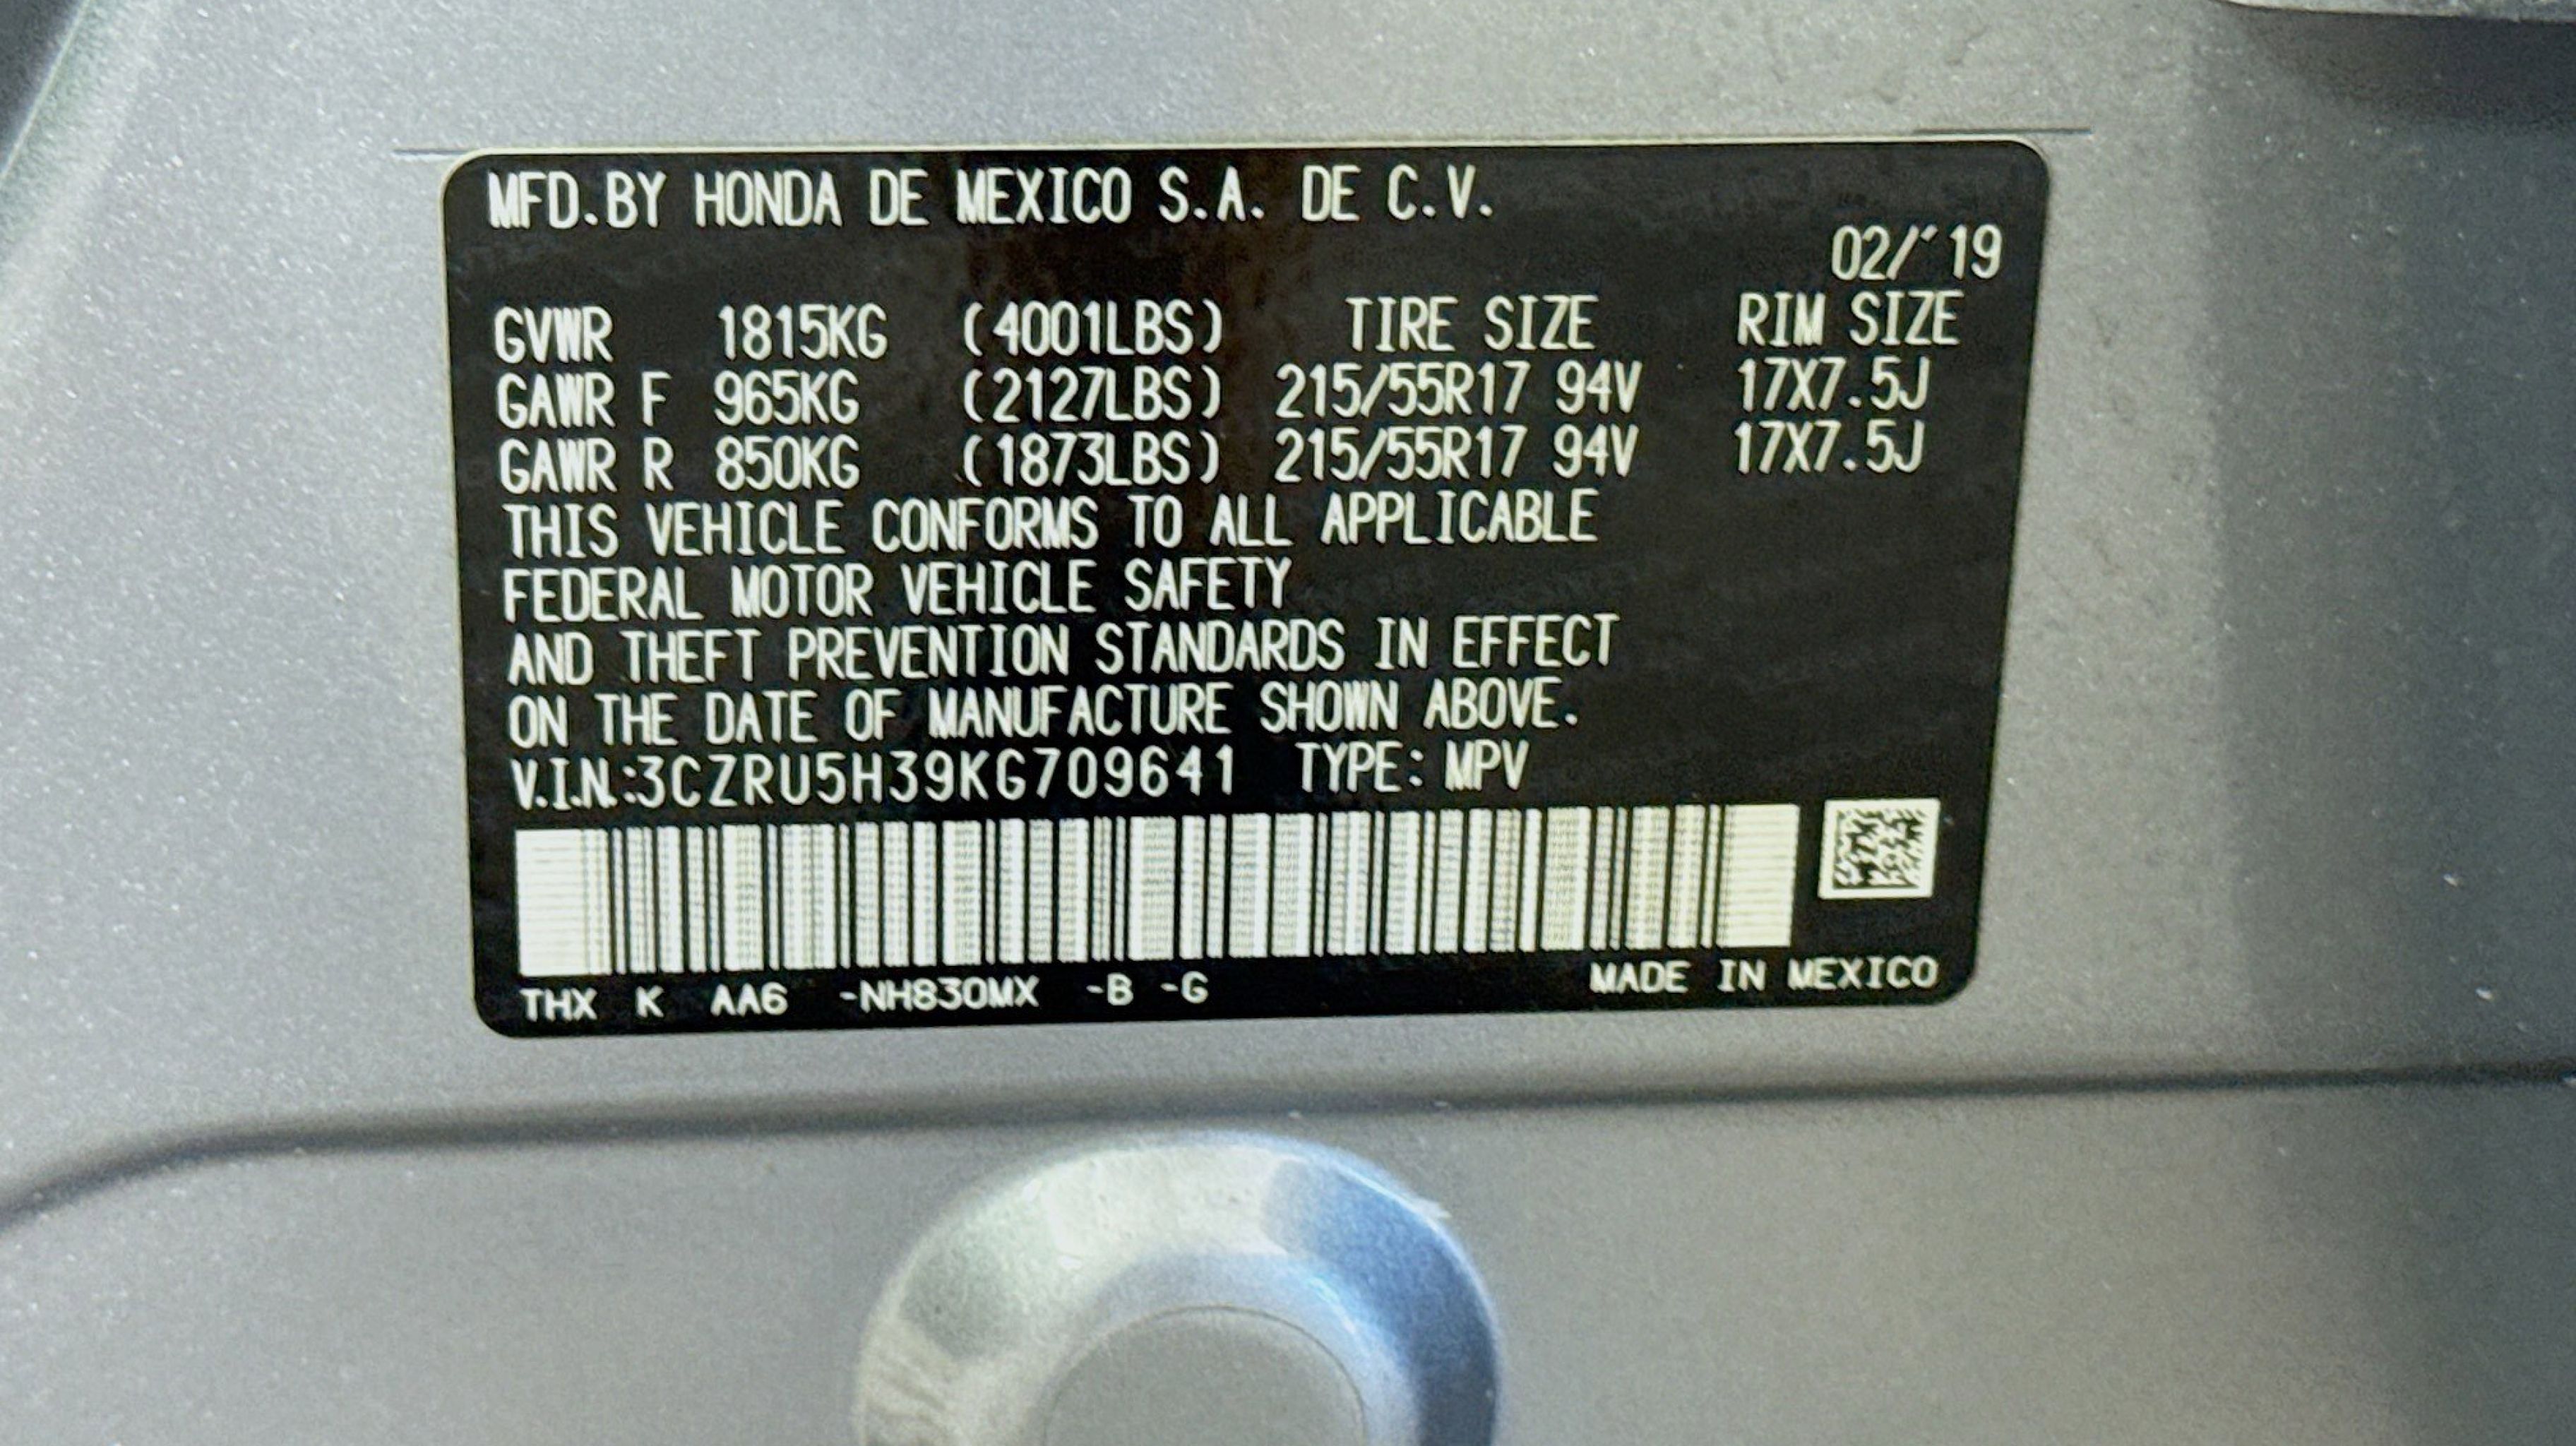 MFD.BY HONDA DE MEXICO S.A. DE C.V.
02/'19
GVWR 1815KG (4001LBS) TIRE SIZE RIM SIZE
GAWR F 965KG (2127LBS) 215/55R17 94V 17X7.5J
GAWR R 850KG (1873LBS) 215/55R17 94V 17X7.5J
THIS VEHICLE CONFORMS TO ALL APPLICABLE
FEDERAL MOTOR VEHICLE SAFETY
AND THEFT PREVENTION STANDARDS IN EFFECT
ON THE DATE OF MANUFACTURE SHOWN ABOVE.
V.I.N.:3CZRU5H39KG709641 TYPE: MPV
THX K AA6 -NH830MX -B -G MADE IN MEXICO